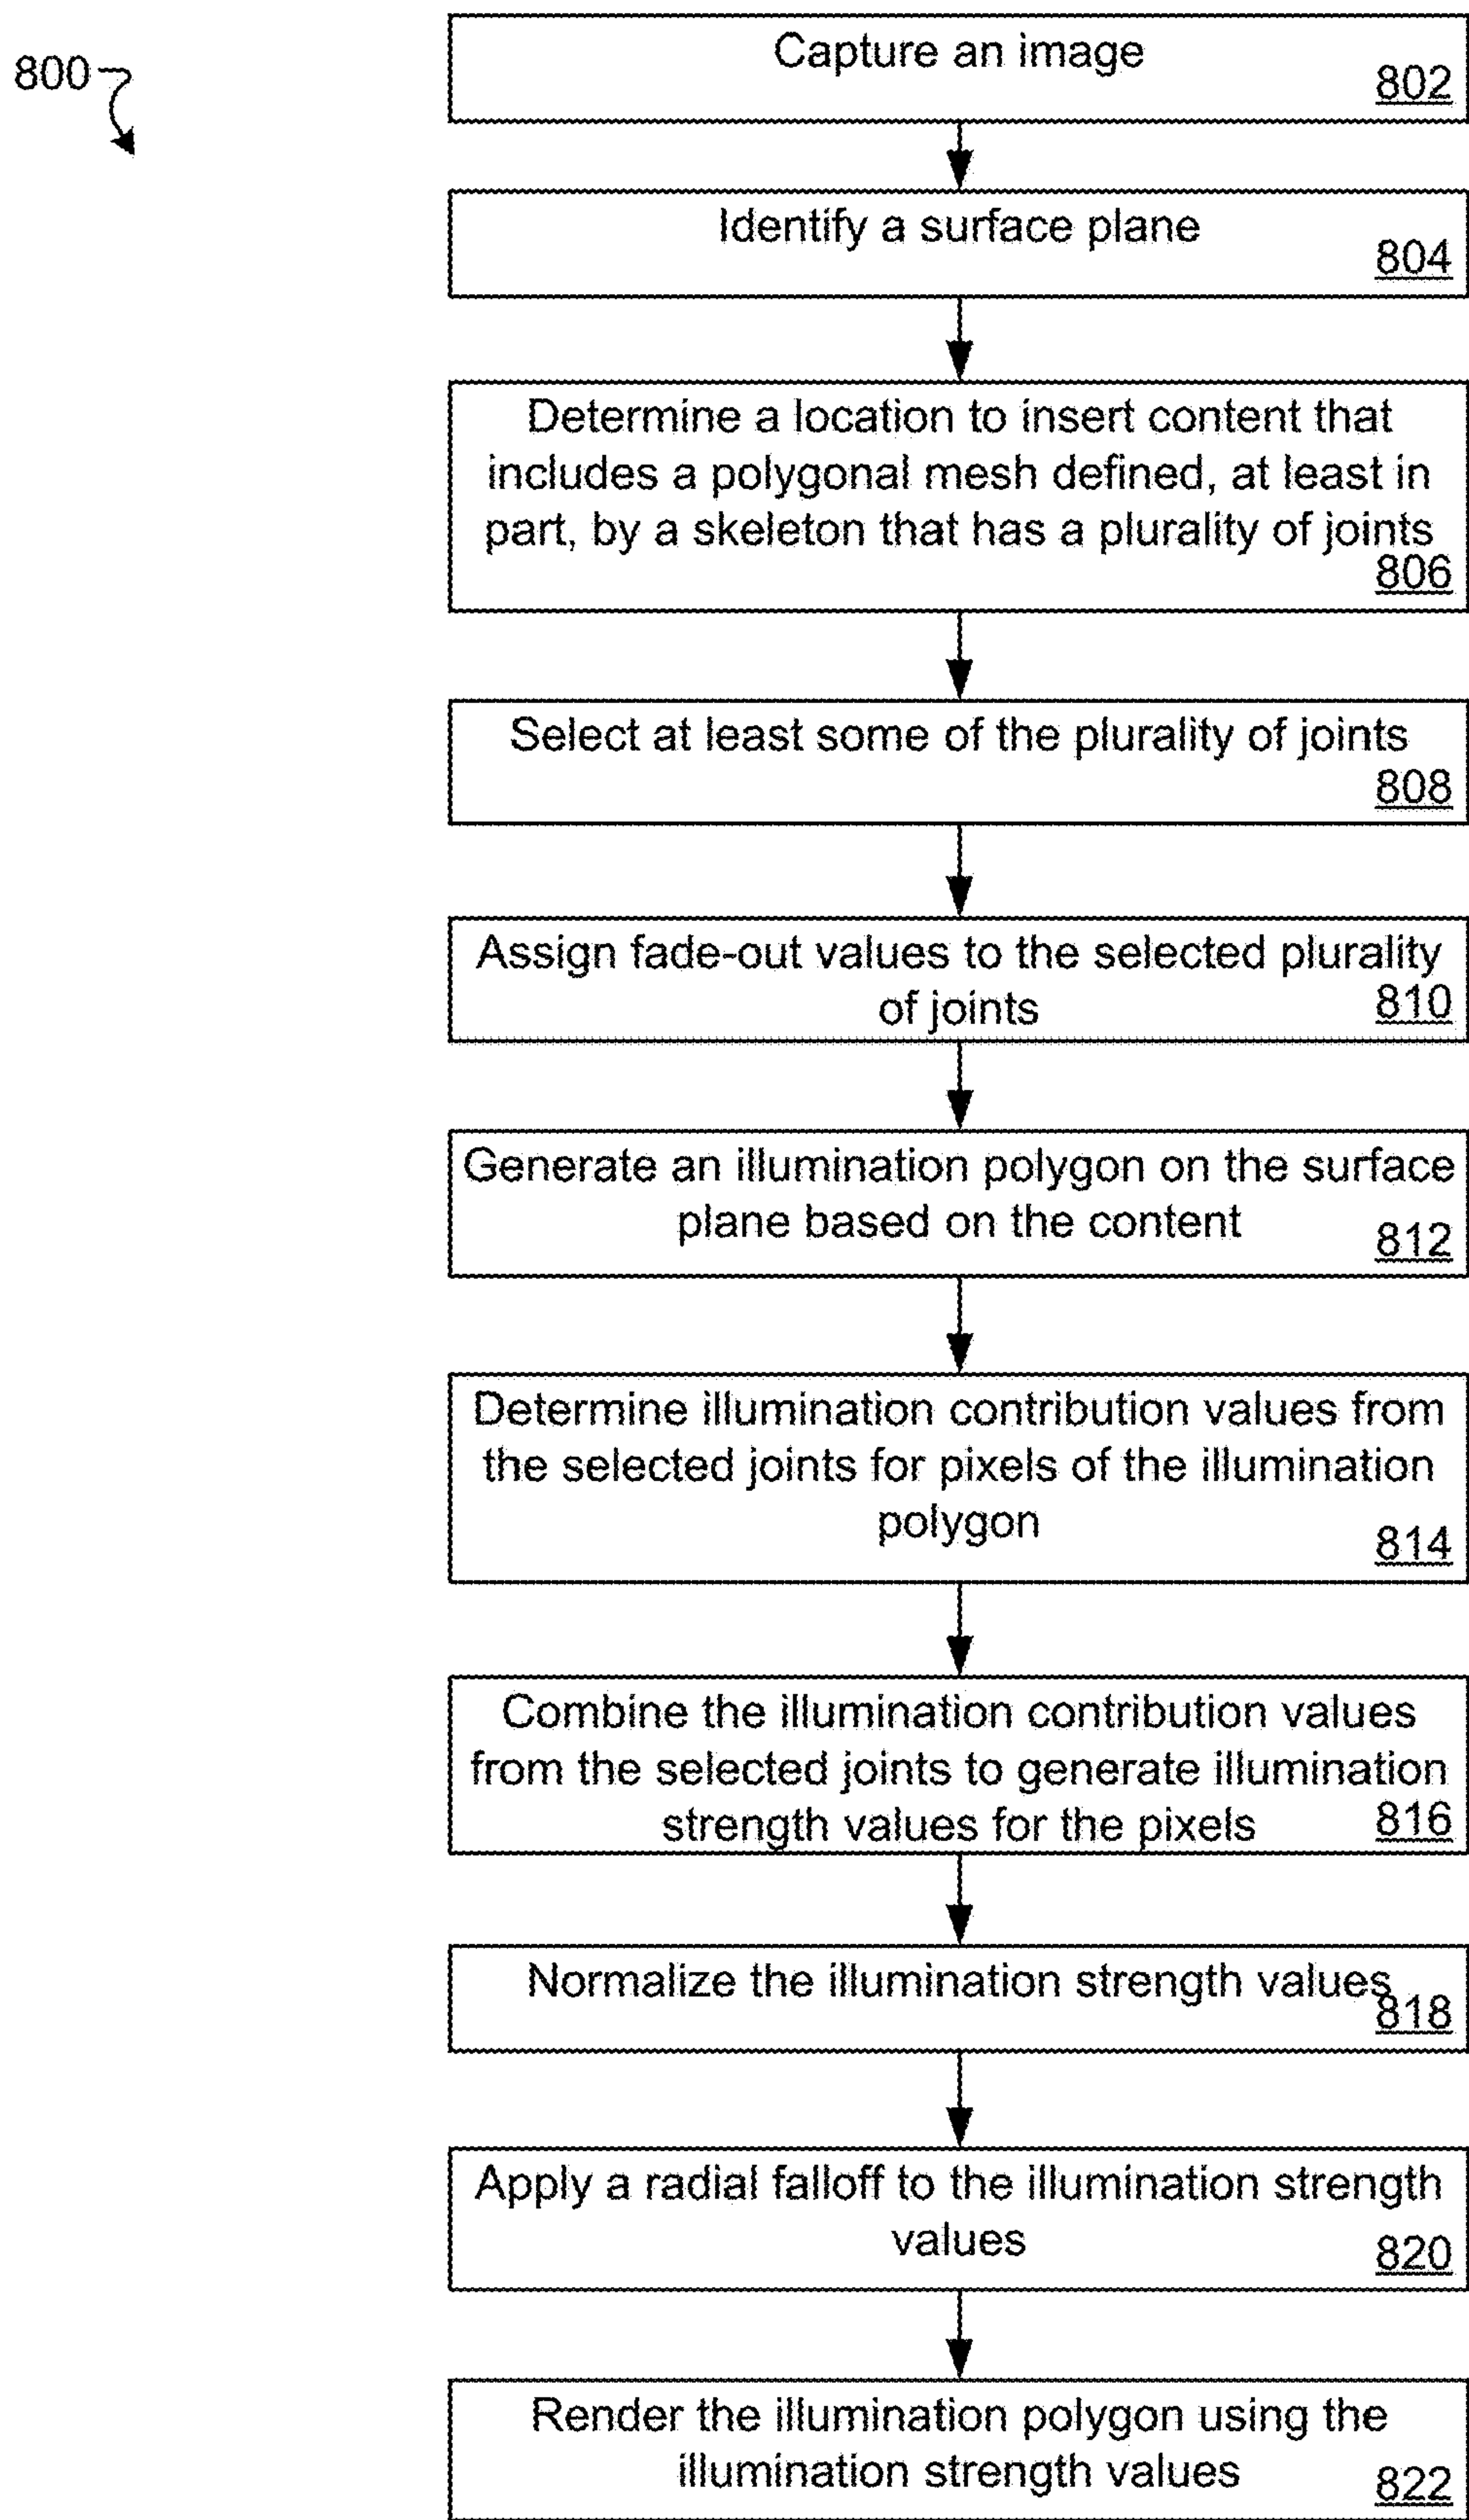 800
Capture an image
802
Identify a surface plane
804
Determine a location to insert content that
includes a polygonal mesh defined, at least in
part, by a skeleton that has a plurality of joints
806
Select at least some of the plurality of joints
808
Assign fade-out values to the selected plurality
of joints
810
Generate an illumination polygon on the surface
plane based on the content
812
Determine illumination contribution values from
the selected joints for pixels of the illumination
polygon
814
Combine the illumination contribution values
from the selected joints to generate illumination
strength values for the pixels
816
Normalize the illumination strength values
818
Apply a radial falloff to the illumination strength
values
820
Render the illumination polygon using the
illumination strength values
822